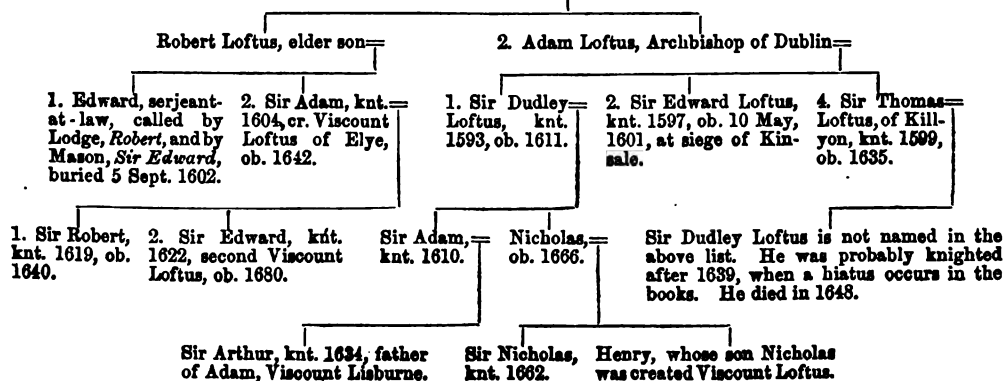 Robert Loftus, elder son=
2. Adam Loftus, Archbishop of Dublin=
1. Edward, serjeant-
at-law, called by
Lodge, Robert, and by
Mason, Sir Edward,
buried 5 Sept. 1602.
2. Sir Adam, knt.=
1604, cr. Viscount
Loftus of Elye,
ob. 1642.
1. Sir Dudley=
Loftus, knt.
1593, ob. 1611.
2. Sir Edward Loftus,
knt. 1597, ob. 10 May,
1601, at siege of Kin-
sale.
4. Sir Thomas=
Loftus, of Kill-
yon, knt. 1599,
ob. 1635.
1. Sir Robert,
knt. 1619, ob.
1640.
2. Sir Edward, knt.
1622, second Viscount
Loftus, ob. 1680.
Sir Adam,=
knt. 1610.
Nicholas,=
ob. 1666.
Sir Dudley Loftus is not named in the
above list. He was probably knighted
after 1639, when a hiatus occurs in the
books. He died in 1648.
Sir Arthur, knt. 1634, father
of Adam, Viscount Lisburne.
Sir Nicholas,
knt. 1662.
Henry, whose son Nicholas
was created Viscount Loftus.